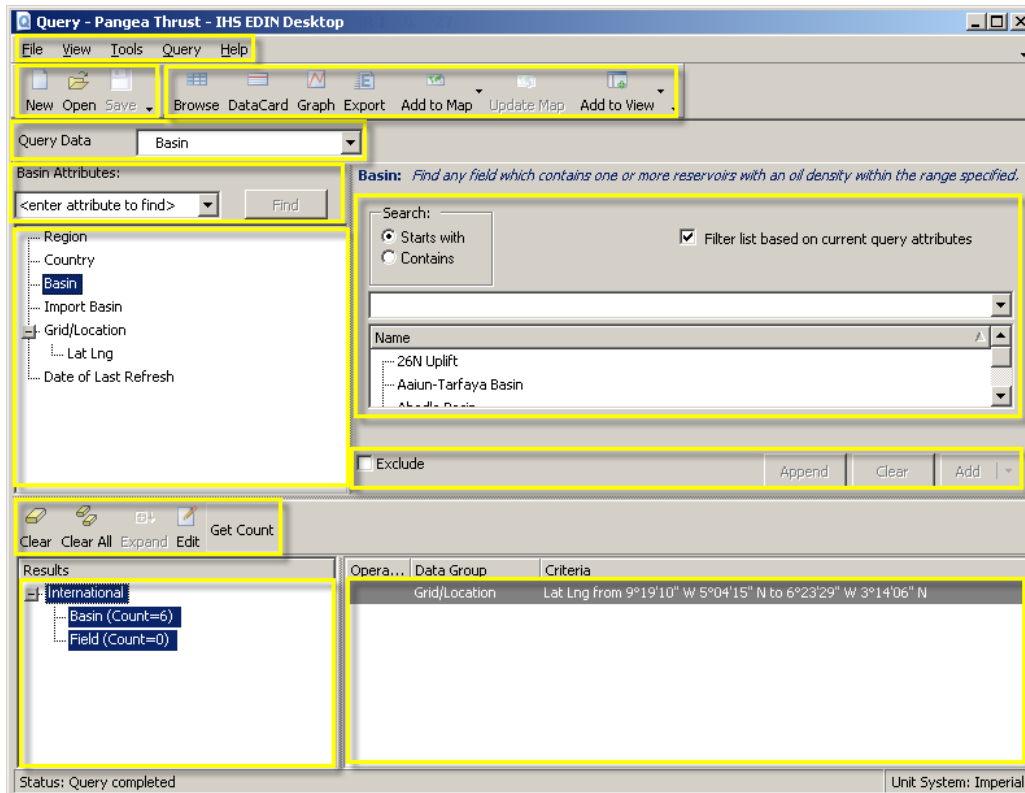 Query - Pangea Thrust - IHS EDIN Desktop
File View Tools Query Help
New Open Save Browse DataCard Graph Export Add to Map Update Map Add to View
Query Data Basin
Basin Attributes:
<enter attribute to find> Find
Region
Country
Basin
Import Basin
Grid/Location
Lat Lng
Date of Last Refresh
Basin: Find any field which contains one or more reservoirs with an oil density within the range specified.
Search:
Starts with
Contains
Filter list based on current query attributes
Name
26N Uplift
Aaiun-Tarfaya Basin
Abadla Basin
Exclude Append Clear Add
Clear Clear All Expand Edit Get Count
Results
International
Basin (Count=6)
Field (Count=0)
Opera... Data Group Criteria
Grid/Location Lat Lng from 9°19'10" W 5°04'15" N to 6°23'29" W 3°14'06" N
Status: Query completed Unit System: Imperial